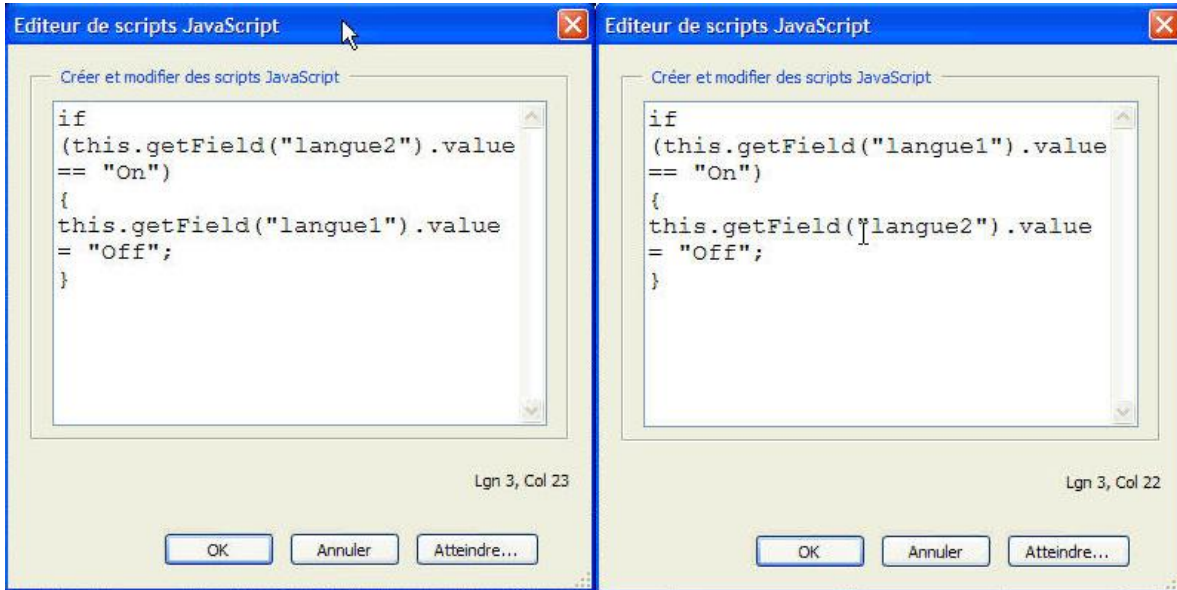 Editeur de scripts JavaScript
Créer et modifier des scripts JavaScript
if
(this.getField("langue2").value
== "On")
{
this.getField("langue1").value
= "Off";
}
Lgn 3, Col 23
OK
Annuler
Atteindre...
Editeur de scripts JavaScript
Créer et modifier des scripts JavaScript
if
(this.getField("langue1").value
== "On")
{
this.getField("langue2").value
= "Off";
}
Lgn 3, Col 22
OK
Annuler
Atteindre...